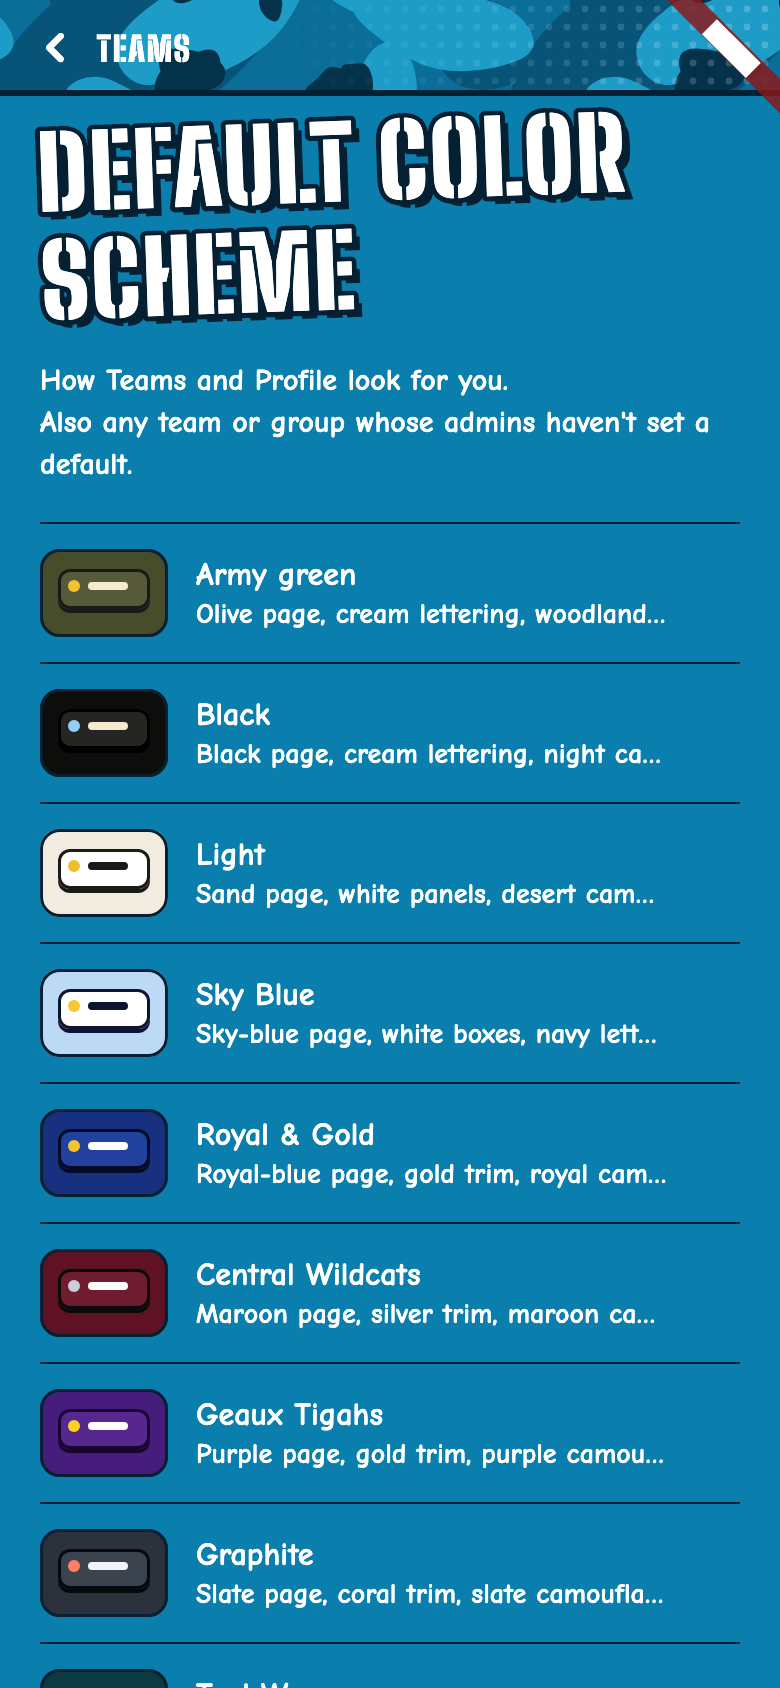 TEAMS
DEFAULT COLOR
SCHEME
How Teams and Profile look for you.
Also any team or group whose admins haven't set a
default.
Army green
Olive page, cream lettering, woodland...
Black
Black page, cream lettering, night ca...
Light
Sand page, white panels, desert cam...
Sky Blue
Sky-blue page, white boxes, navy lett...
Royal & Gold
Royal-blue page, gold trim, royal cam...
Central Wildcats
Maroon page, silver trim, maroon ca...
Geaux Tigahs
Purple page, gold trim, purple camou...
Graphite
Slate page, coral trim, slate camoufla...